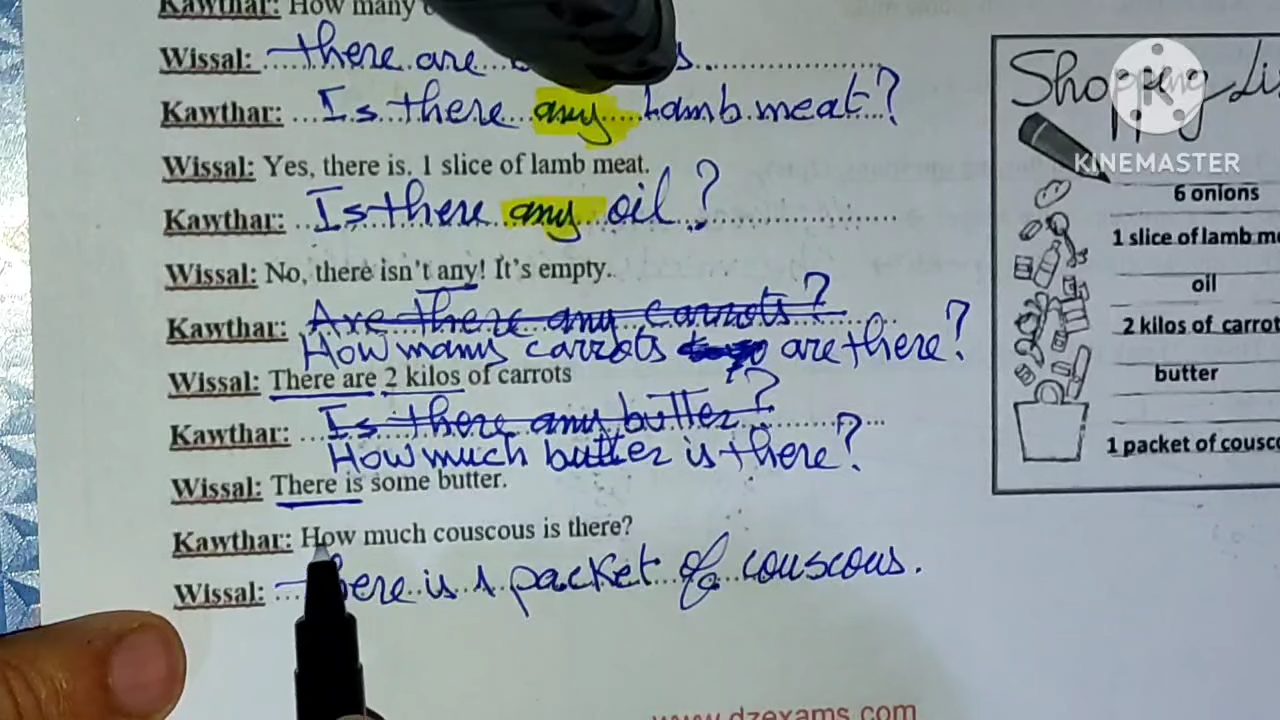 Kawthar: How many
Wissal: there are
Kawthar: Is there any lamb meat?
Wissal: Yes, there is. 1 slice of lamb meat.
Kawthar: Is there any oil?
Wissal: No, there isn't any! It's empty.
Kawthar: Are there any carrots?
How many carrots are there?
Wissal: There are 2 kilos of carrots
Kawthar: Is there any butter?
How much butter is there?
Wissal: There is some butter.
Kawthar: How much couscous is there?
Wissal: there is 1 packet of couscous.
Shopping Li
KINEMASTER
6 onions
1 slice of lamb me
oil
2 kilos of carrot
butter
1 packet of cousc
www.dzexams.com